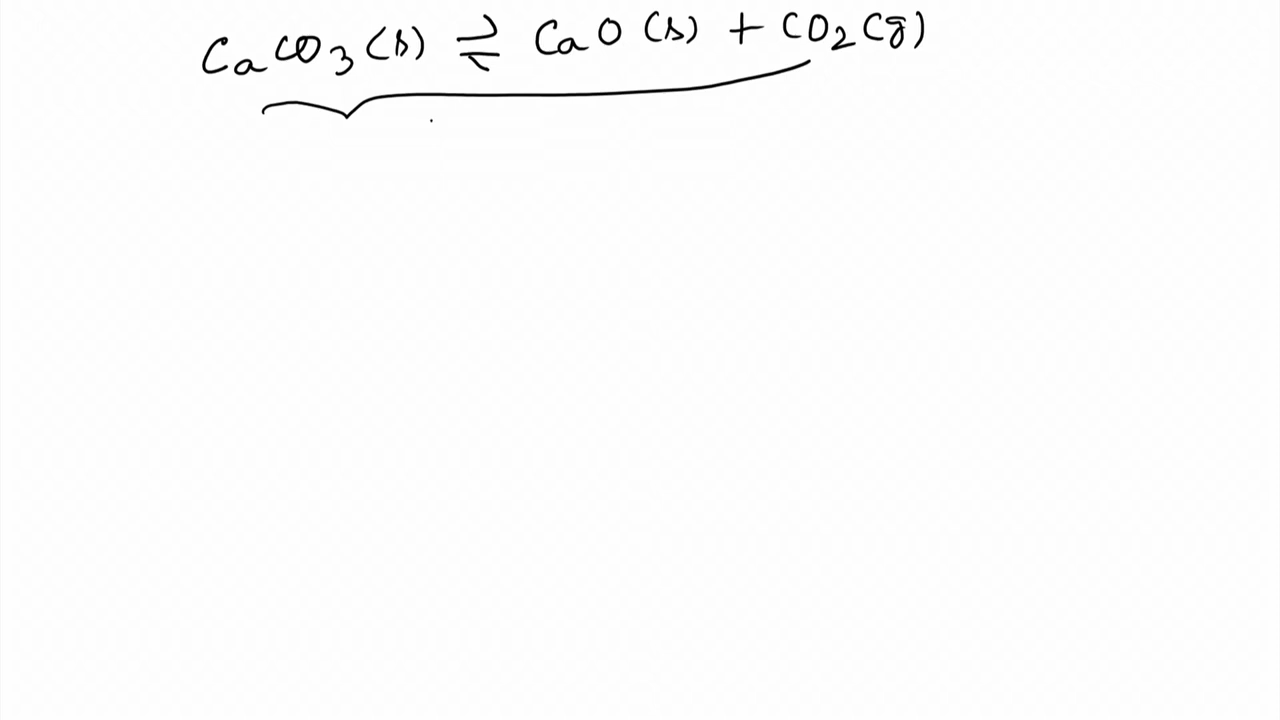 CaCO₃(s) ⇌ CaO(s) + CO₂(g)